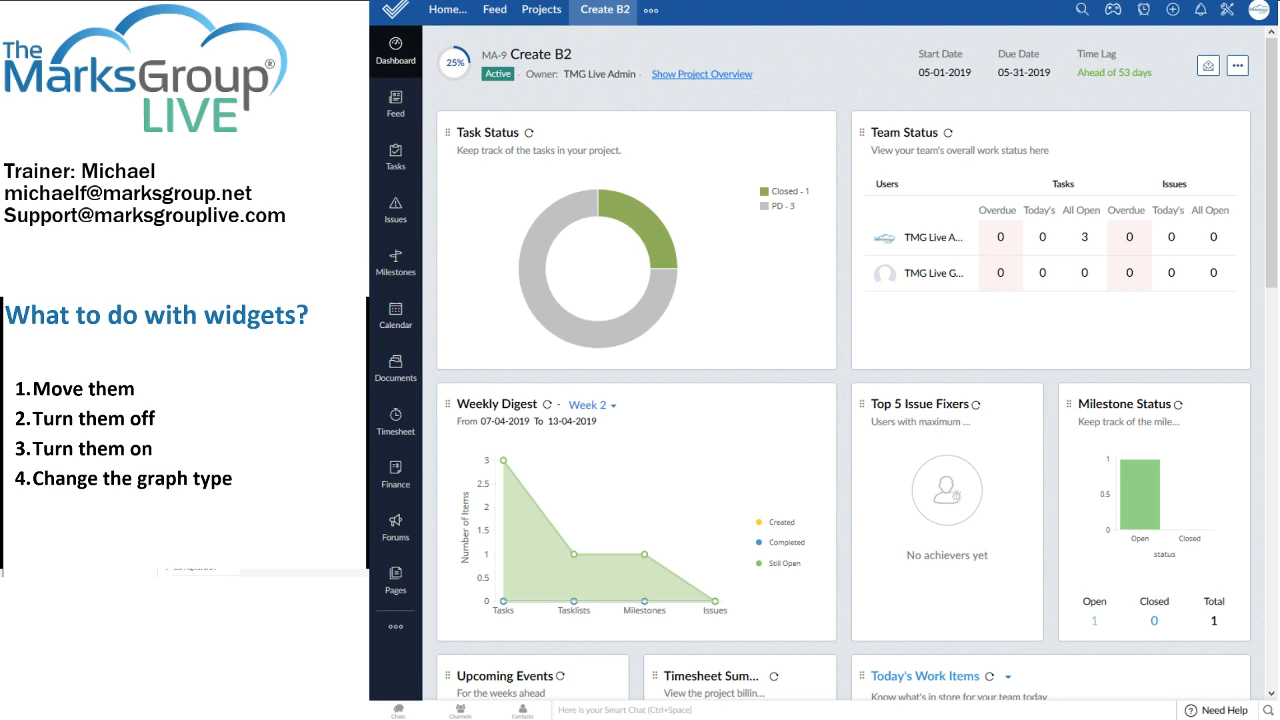 The
MarksGroup®
LIVE
Trainer: Michael
michaelf@marksgroup.net
Support@marksgrouplive.com
What to do with widgets?
1.Move them
2.Turn them off
3.Turn them on
4.Change the graph type
Home... Feed Projects Create B2
Dashboard
Feed
Tasks
Issues
Milestones
Calendar
Documents
Timesheet
Finance
Forums
Pages
25%
MA-9 Create B2
Active · Owner: TMG Live Admin · Show Project Overview
Start Date Due Date Time Lag
05-01-2019 05-31-2019 Ahead of 53 days
Task Status
Keep track of the tasks in your project.
Closed - 1
PD - 3
Team Status
View your team's overall work status here
Users Tasks Issues
Overdue Today's All Open Overdue Today's All Open
TMG Live A... 0 0 3 0 0 0
TMG Live G... 0 0 0 0 0 0
Weekly Digest - Week 2
From 07-04-2019 To 13-04-2019
Number of Items
3
2.5
2
1.5
1
0.5
0
Tasks Tasklists Milestones Issues
Created
Completed
Still Open
Top 5 Issue Fixers
Users with maximum ...
No achievers yet
Milestone Status
Keep track of the mile...
1
0.5
0
Open Closed
status
Open Closed Total
1 0 1
Upcoming Events
For the weeks ahead
Timesheet Sum...
View the project billin...
Today's Work Items
Know what's in store for your team today
Chats Channels Contacts
Here is your Smart Chat (Ctrl+Space)
Need Help